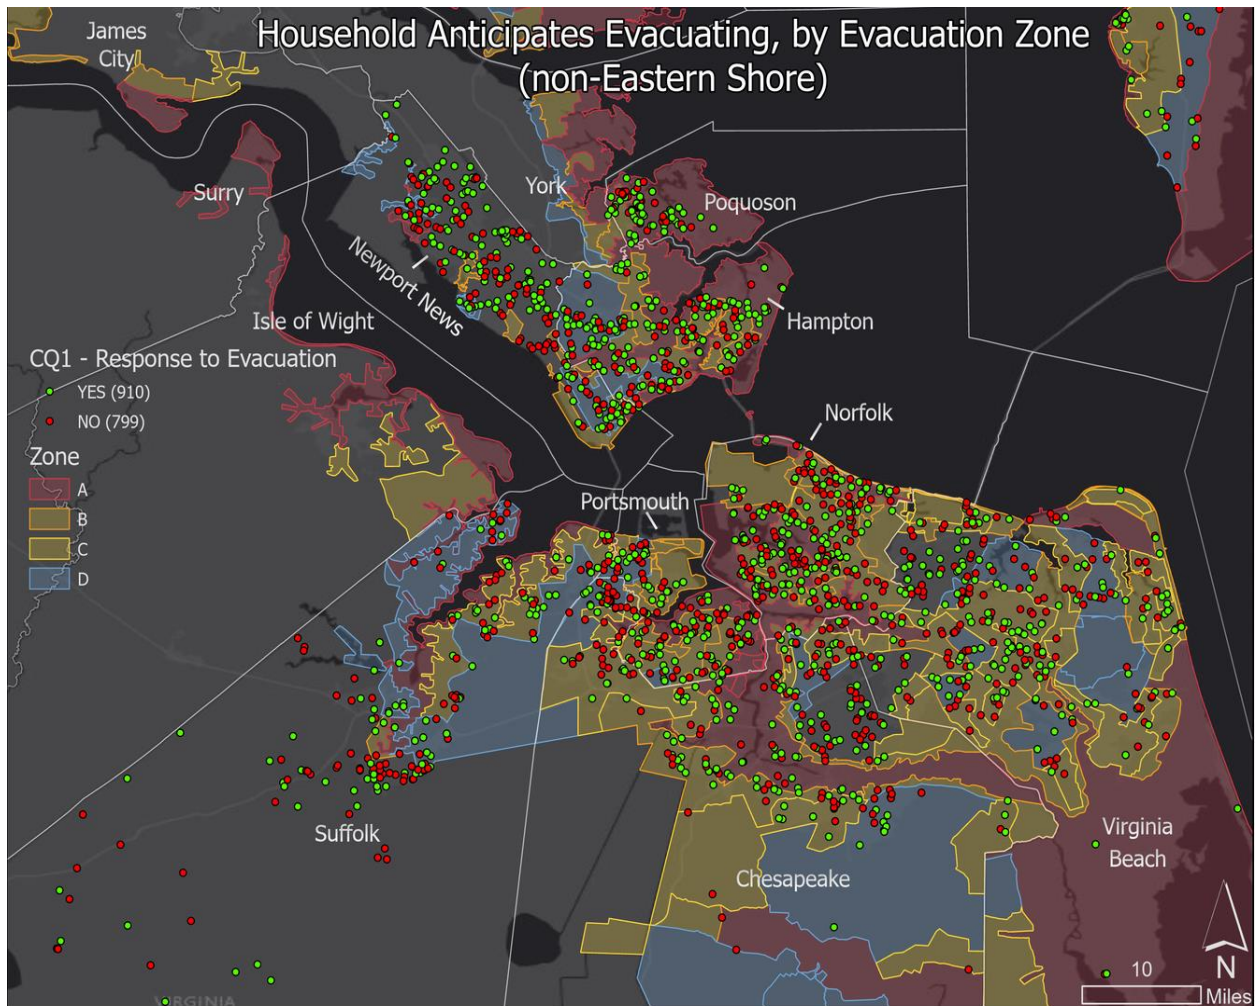 Household Anticipates Evacuating, by Evacuation Zone
(non-Eastern Shore)
James
City
Surry
York
Poquoson
Newport News
Hampton
Isle of Wight
CQ1 - Response to Evacuation
YES (910)
NO (799)
Zone
A
B
C
D
Norfolk
Portsmouth
Suffolk
Virginia
Beach
Chesapeake
N
10
Miles
VIRGINIA